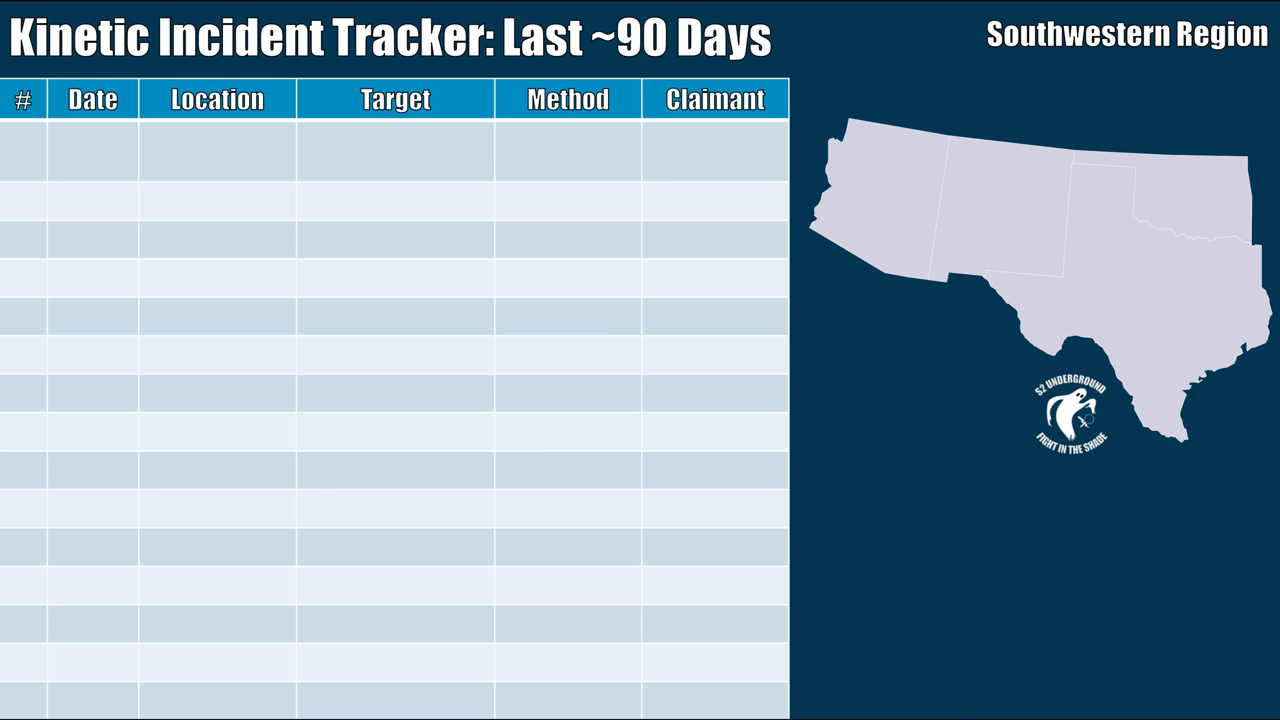 Kinetic Incident Tracker: Last ~90 Days
Southwestern Region
# Date Location Target Method Claimant
S2 UNDERGROUND
FIGHT IN THE SHADE